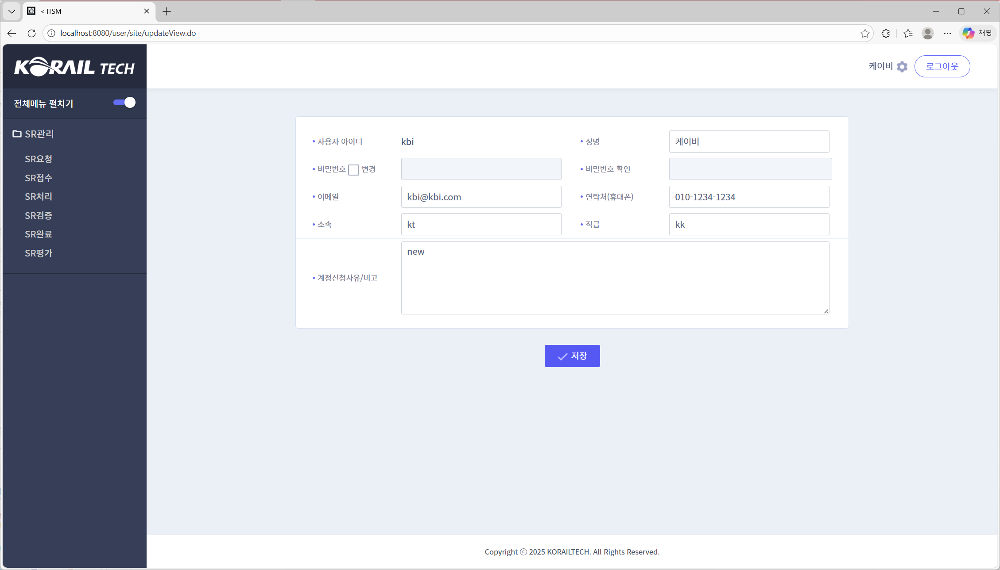 < ITSM
localhost:8080/user/site/updateView.do
채팅
KORAIL TECH
케이비
로그아웃
전체메뉴 펼치기
SR관리
SR요청
SR접수
SR처리
SR검증
SR완료
SR평가
• 사용자 아이디 kbi • 성명 케이비
• 비밀번호 변경 • 비밀번호 확인
• 이메일 kbi@kbi.com • 연락처(휴대폰) 010-1234-1234
• 소속 kt • 직급 kk
• 계정신청사유/비고 new
저장
Copyright ⓒ 2025 KORAILTECH. All Rights Reserved.